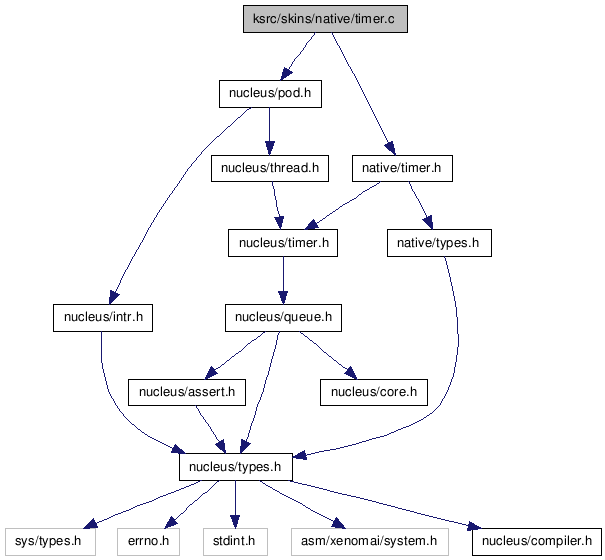 ksrc/skins/native/timer.c
nucleus/pod.h
nucleus/thread.h
native/timer.h
nucleus/timer.h
native/types.h
nucleus/intr.h
nucleus/queue.h
nucleus/assert.h
nucleus/core.h
nucleus/types.h
sys/types.h
errno.h
stdint.h
asm/xenomai/system.h
nucleus/compiler.h